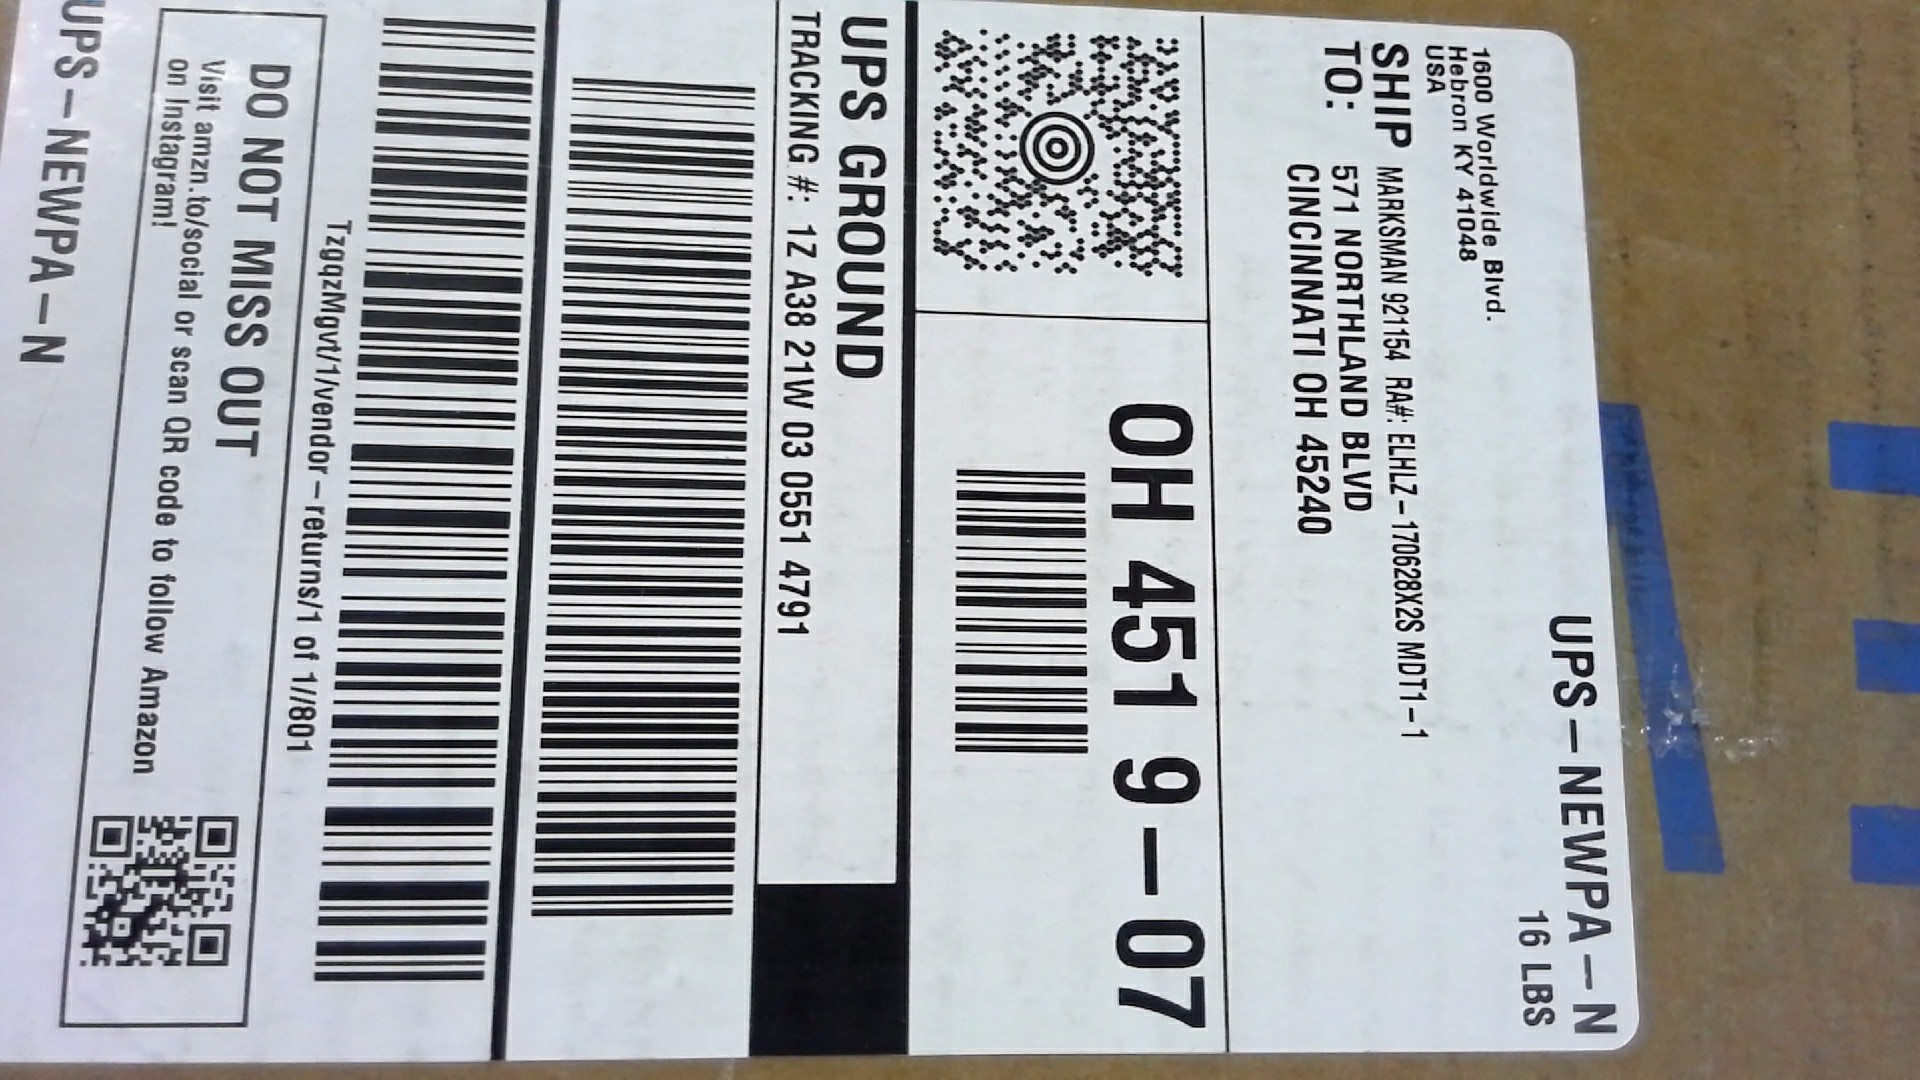 UPS-NEWPA-N
16 LBS
1600 Worldwide Blvd.
Hebron KY 41048
USA
SHIP
TO:
MARKSMAN 921154 RA#: ELHLZ-170628X2S MDT1-1
571 NORTHLAND BLVD
CINCINNATI OH 45240
OH 451 9-07
UPS GROUND
TRACKING #: 1Z A38 21W 03 0551 4791
TzgqzMgvt/1/vendor-returns/1 of 1//801
DO NOT MISS OUT
Visit amzn.to/social or scan QR code to follow Amazon
on Instagram!
UPS-NEWPA-N